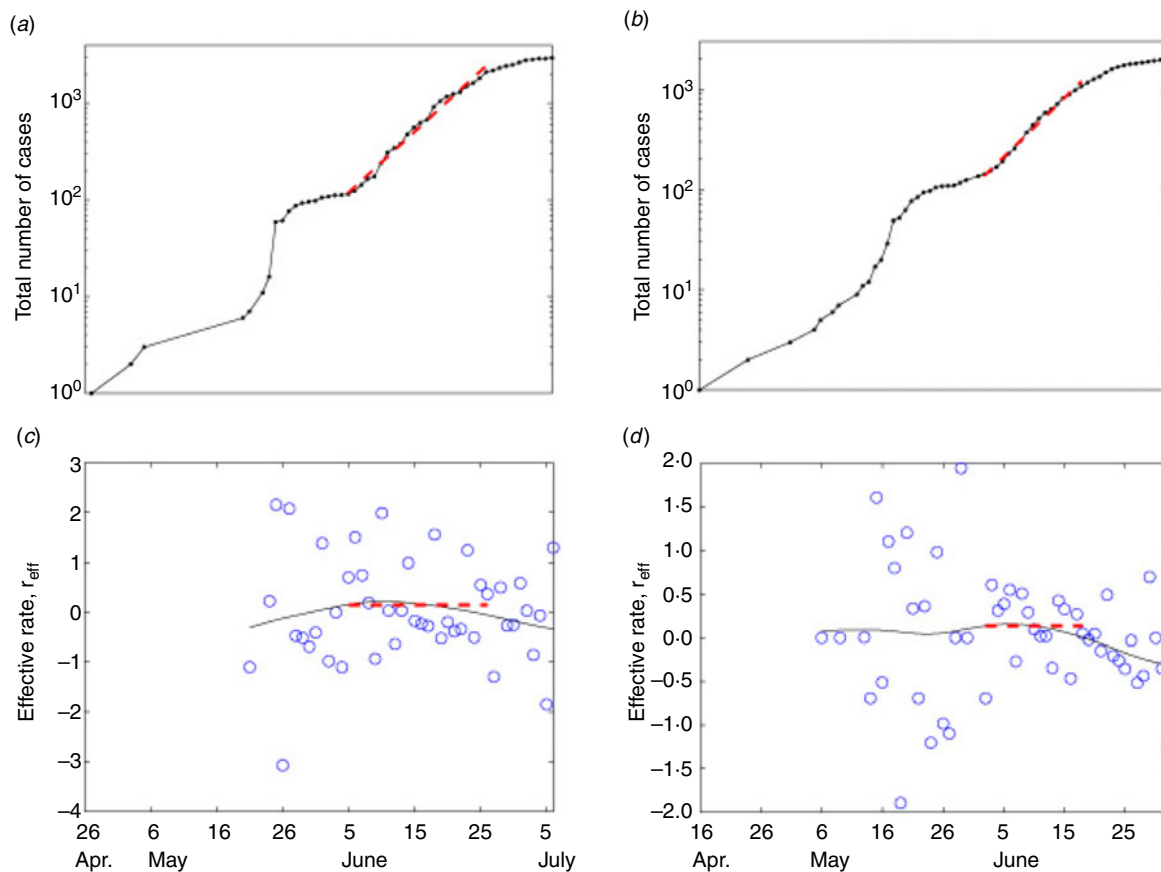 (a)
Total number of cases
10^3
10^2
10^1
10^0
(b)
Total number of cases
10^3
10^2
10^1
10^0
(c)
Effective rate, r_eff
3
2
1
0
−1
−2
−3
−4
26 6 16 26 5 15 25 5
Apr. May June July
(d)
Effective rate, r_eff
2·0
1·5
1·0
0·5
0·0
−0·5
−1·0
−1·5
−2·0
16 26 6 16 26 5 15 25
Apr. May June